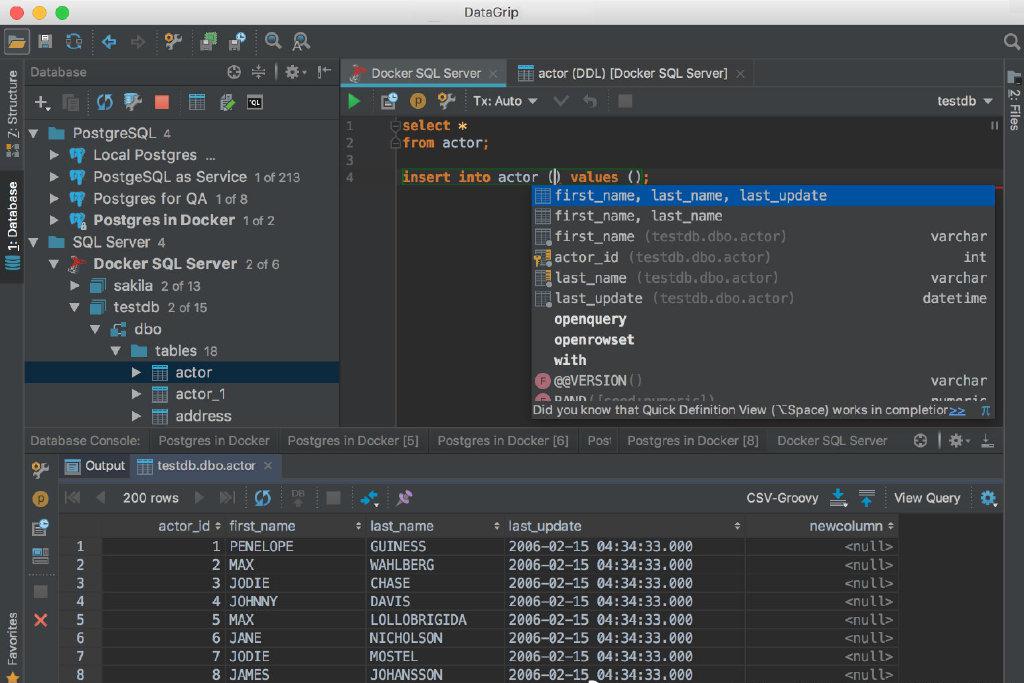 DataGrip
Database
Docker SQL Server
actor (DDL) [Docker SQL Server]
Z: Structure
1: Database
2: Files
Tx: Auto
testdb
PostgreSQL 4
Local Postgres ...
PostgeSQL as Service 1 of 213
Postgres for QA 1 of 8
Postgres in Docker 1 of 2
SQL Server 4
Docker SQL Server 2 of 6
sakila 2 of 13
testdb 2 of 15
dbo
tables 18
actor
actor_1
address
1 select *
2 from actor;
3
4 insert into actor () values ();
first_name, last_name, last_update
first_name, last_name
first_name (testdb.dbo.actor) varchar
actor_id (testdb.dbo.actor) int
last_name (testdb.dbo.actor) varchar
last_update (testdb.dbo.actor) datetime
openquery
openrowset
with
@@VERSION() varchar
RAND([seed:numeric]) numeric
Did you know that Quick Definition View (⌥Space) works in completion >> π
Database Console: Postgres in Docker Postgres in Docker [5] Postgres in Docker [6] Post Postgres in Docker [8] Docker SQL Server
Output testdb.dbo.actor
200 rows DB CSV-Groovy View Query
actor_id first_name last_name last_update newcolumn
1 1 PENELOPE GUINESS 2006-02-15 04:34:33.000 <null>
2 2 MAX WAHLBERG 2006-02-15 04:34:33.000 <null>
3 3 JODIE CHASE 2006-02-15 04:34:33.000 <null>
4 4 JOHNNY DAVIS 2006-02-15 04:34:33.000 <null>
5 5 MAX LOLLOBRIGIDA 2006-02-15 04:34:33.000 <null>
6 6 JANE NICHOLSON 2006-02-15 04:34:33.000 <null>
7 7 JODIE MOSTEL 2006-02-15 04:34:33.000 <null>
8 8 JAMES JOHANSSON 2006-02-15 04:34:33.000 <null>
Favorites